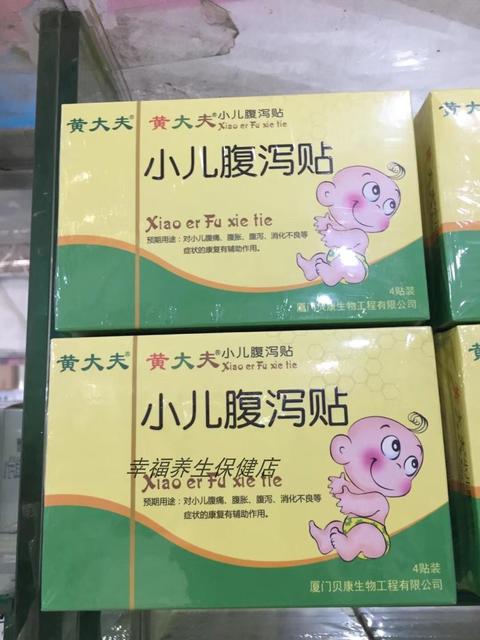 黄大夫®
黄大夫®小儿腹泻贴
Xiao er Fu xie tie
小儿腹泻贴
Xiao er Fu xie tie
预期用途：对小儿腹痛、腹胀、腹泻、消化不良等
症状的康复有辅助作用。
4贴装
厦门贝康生物工程有限公司
黄
黄大夫®
黄大夫®小儿腹泻贴
Xiao er Fu xie tie
小儿腹泻贴
幸福养生保健店
Xiao er Fu xie tie
预期用途：对小儿腹痛、腹胀、腹泻、消化不良等
症状的康复有辅助作用。
4贴装
厦门贝康生物工程有限公司
黄